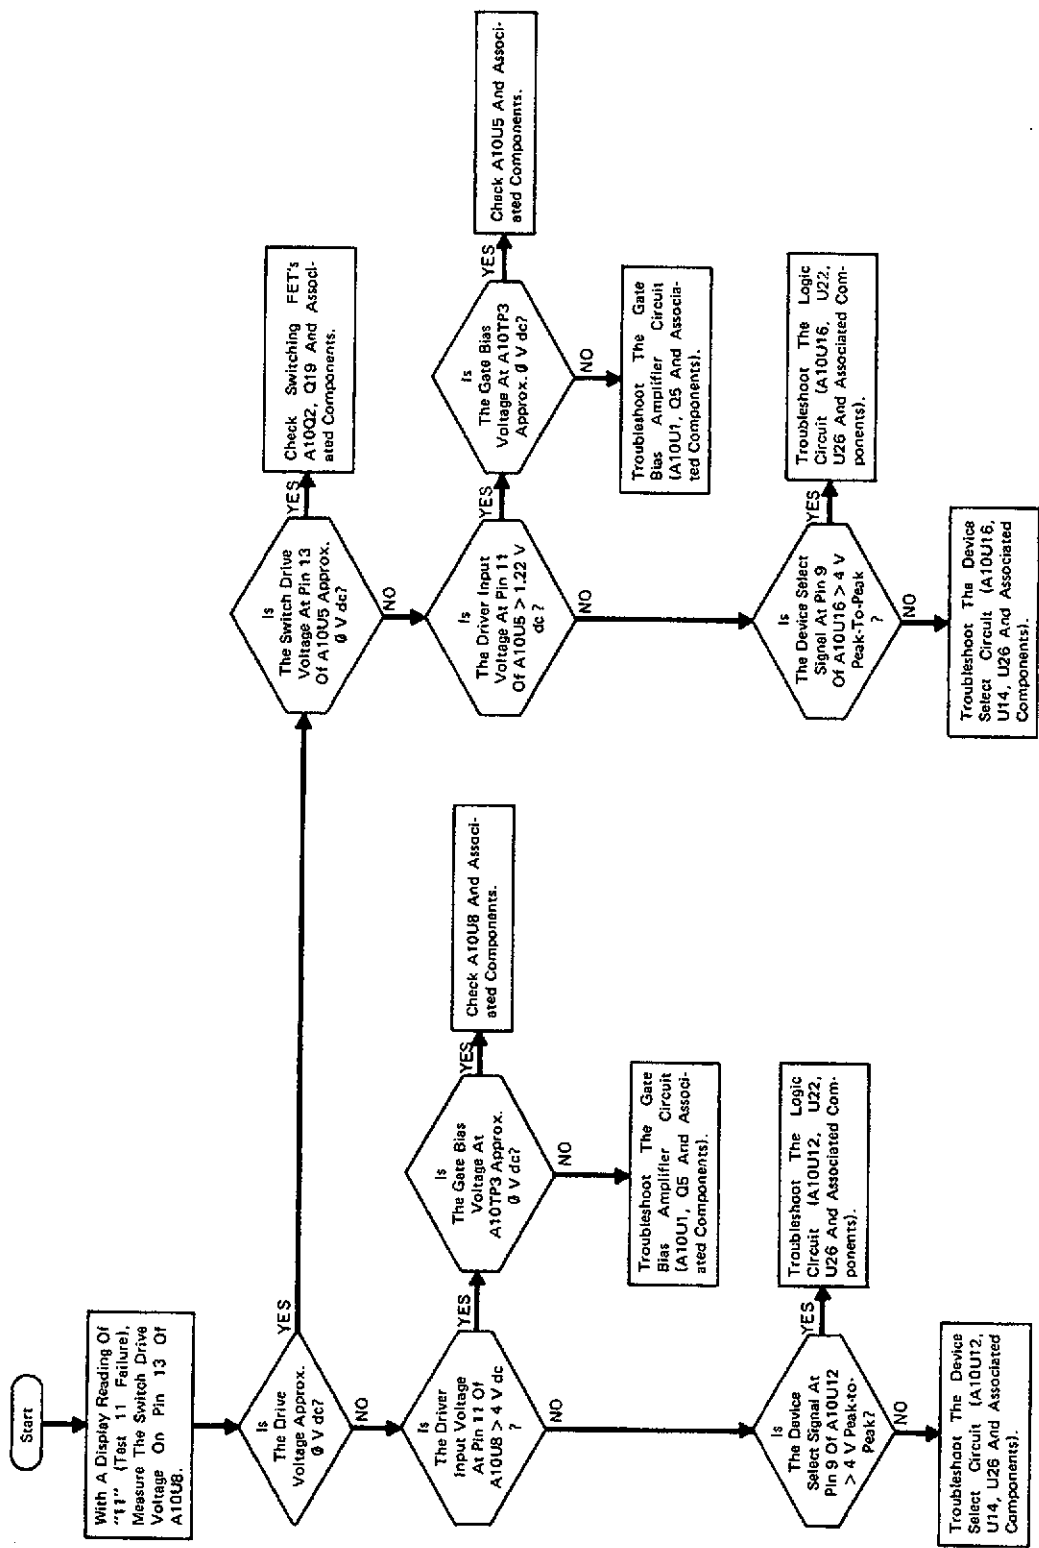 Start
With A Display Reading Of
"11" (Test 11 Failure),
Measure The Switch Drive
Voltage On Pin 13 Of
A10U8.
Is
The Drive
Voltage Approx.
0 V dc?
YES
NO
Is
The Driver
Input Voltage
At Pin 11 Of
A10U8 > 4 V dc
?
YES
NO
Is
The Gate Bias
Voltage At
A10TP3 Approx.
0 V dc?
YES
NO
Check A10U8 And Associ-
ated Components.
Troubleshoot The Gate
Bias Amplifier Circuit
(A10U1, Q5 And Associ-
ated Components).
Is
The Device
Select Signal At
Pin 9 Of A10U12
> 4 V Peak-to-
Peak?
YES
NO
Troubleshoot The Logic
Circuit (A10U12, U22,
U26 And Associated Com-
ponents).
Troubleshoot The Device
Select Circuit (A10U12,
U14, U26 And Associated
Components).
Is
The Switch Drive
Voltage At Pin 13
Of A10U5 Approx.
0 V dc?
YES
NO
Check Switching FET's
A10Q2, Q19 And Associ-
ated Components.
Is
The Driver Input
Voltage At Pin 11
Of A10U5 > 1.22 V
dc ?
YES
NO
Is
The Gate Bias
Voltage At A10TP3
Approx. 0 V dc?
YES
NO
Check A10U5 And Associ-
ated Components.
Troubleshoot The Gate
Bias Amplifier Circuit
(A10U1, Q5 And Associa-
ted Components).
Is
The Device Select
Signal At Pin 9
Of A10U16 > 4 V
Peak-To-Peak
?
YES
NO
Troubleshoot The Logic
Circuit (A10U16, U22,
U26 And Associated Com-
ponents).
Troubleshoot The Device
Select Circuit (A10U16,
U14, U26 And Associated
Components).